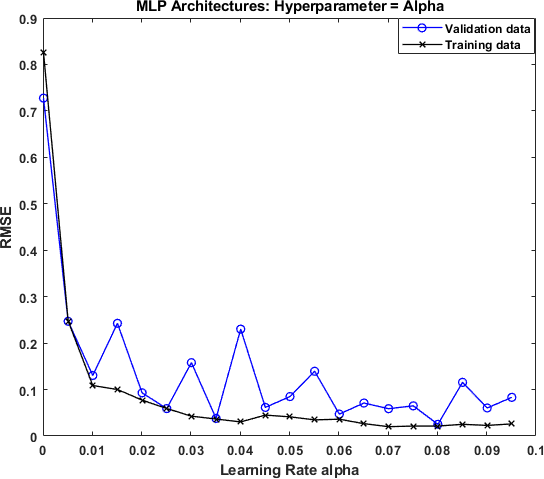 MLP Architectures: Hyperparameter = Alpha
Validation data
Training data
0.9
0.8
0.7
0.6
0.5
0.4
0.3
0.2
0.1
0
RMSE
0 0.01 0.02 0.03 0.04 0.05 0.06 0.07 0.08 0.09 0.1
Learning Rate alpha